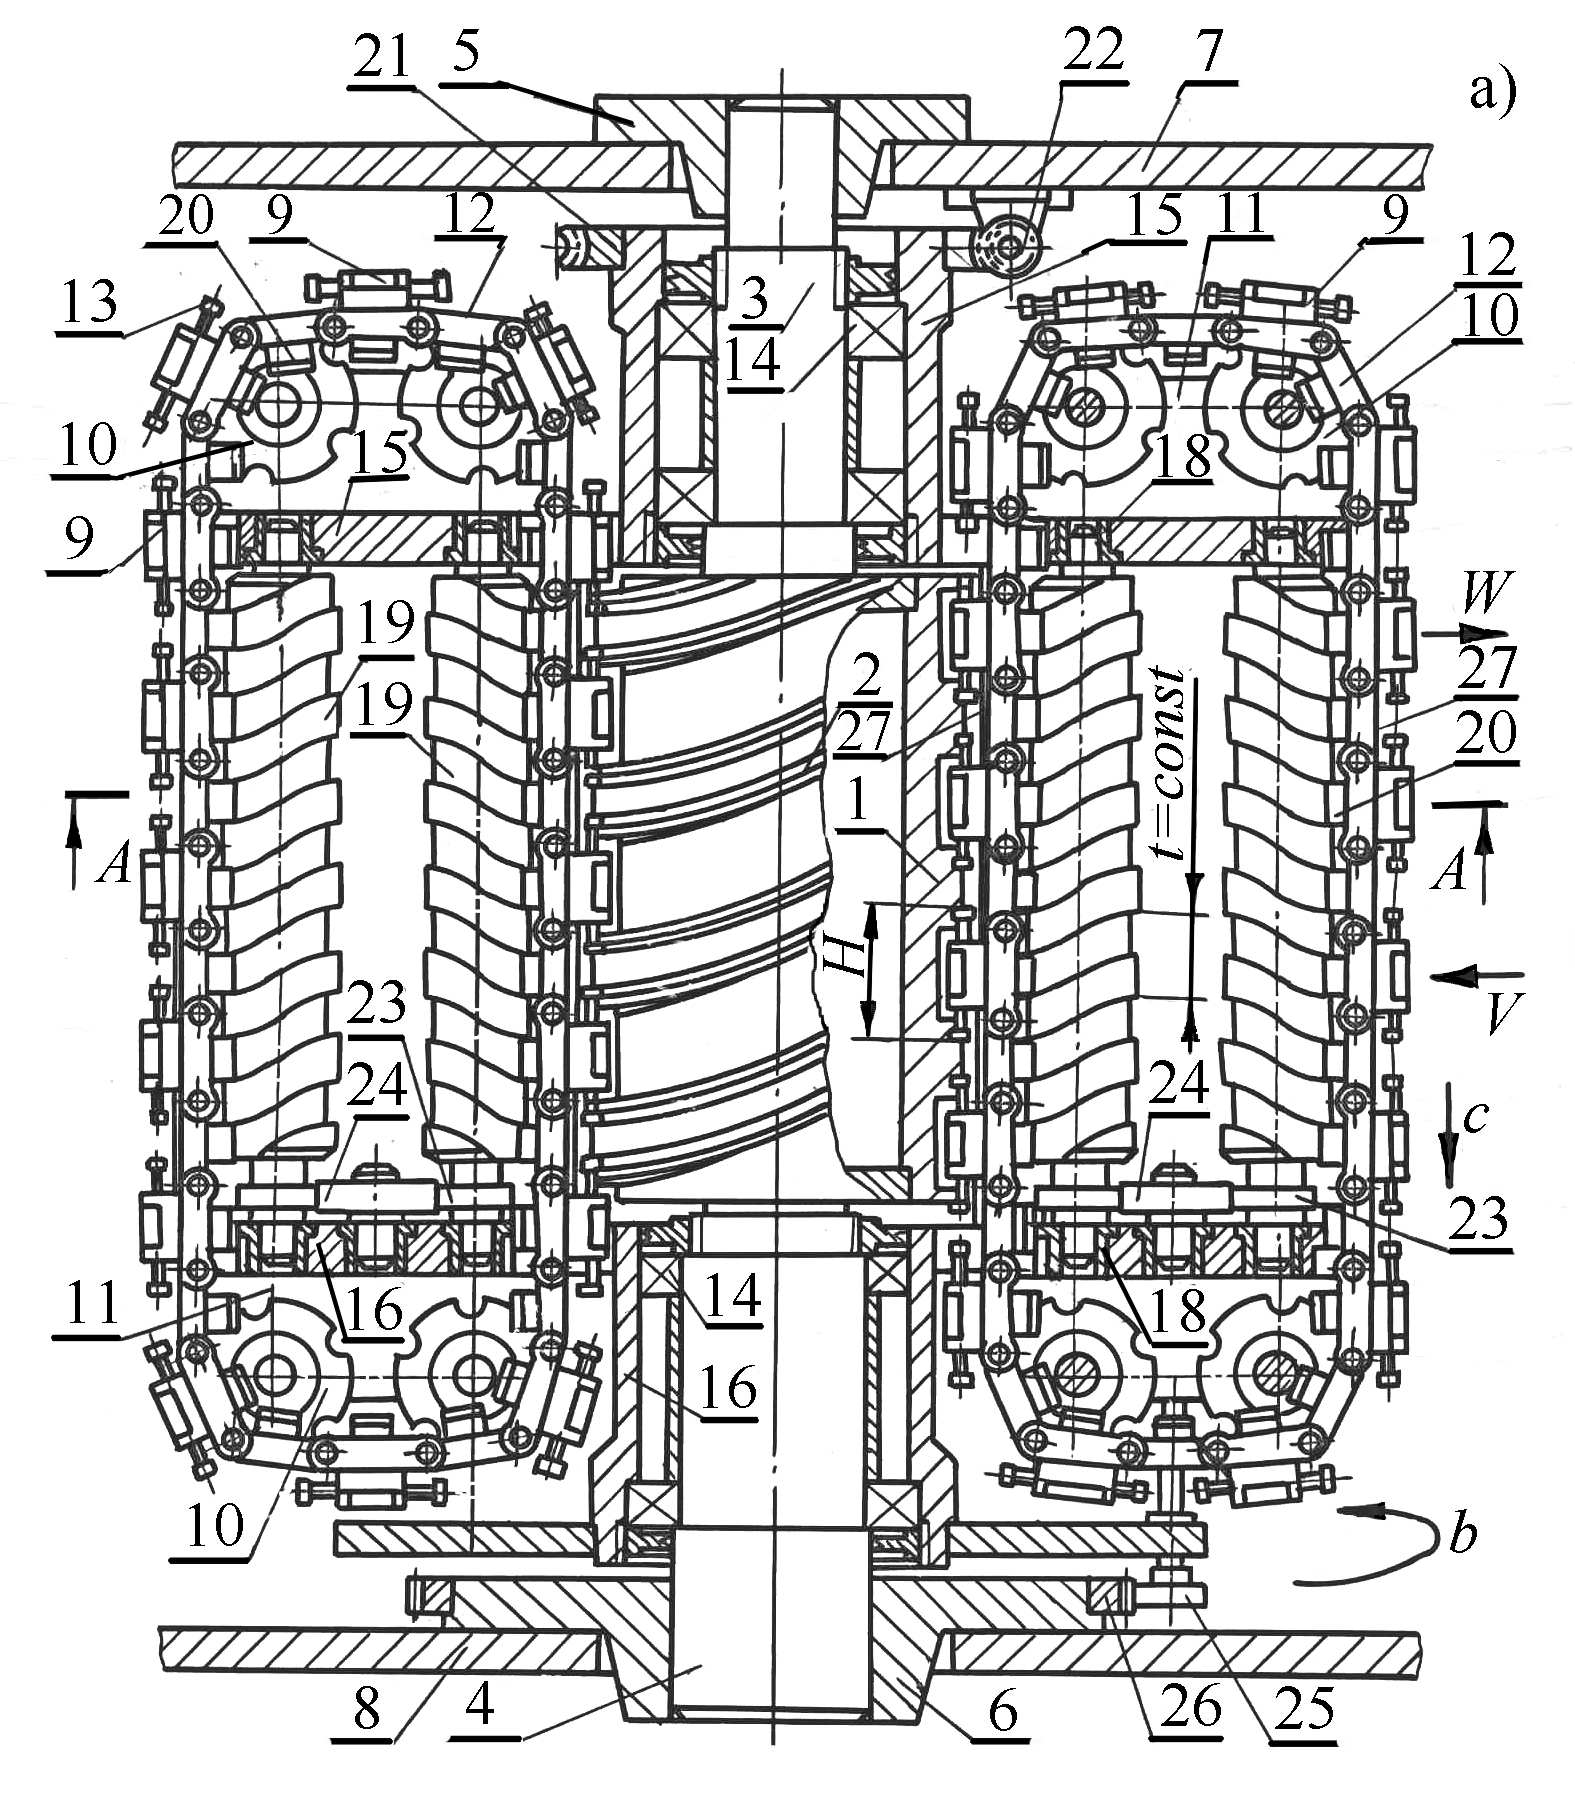 21 5 22 7 а)
20 9 12 15 11 9
13 3 12
14 10
10 15 18
9 W
19 2 27
19 27 t=const 20
1
A H A
23 V
24 24 c
11 16 14 18 23
16
10 b
8 4 6 26 25